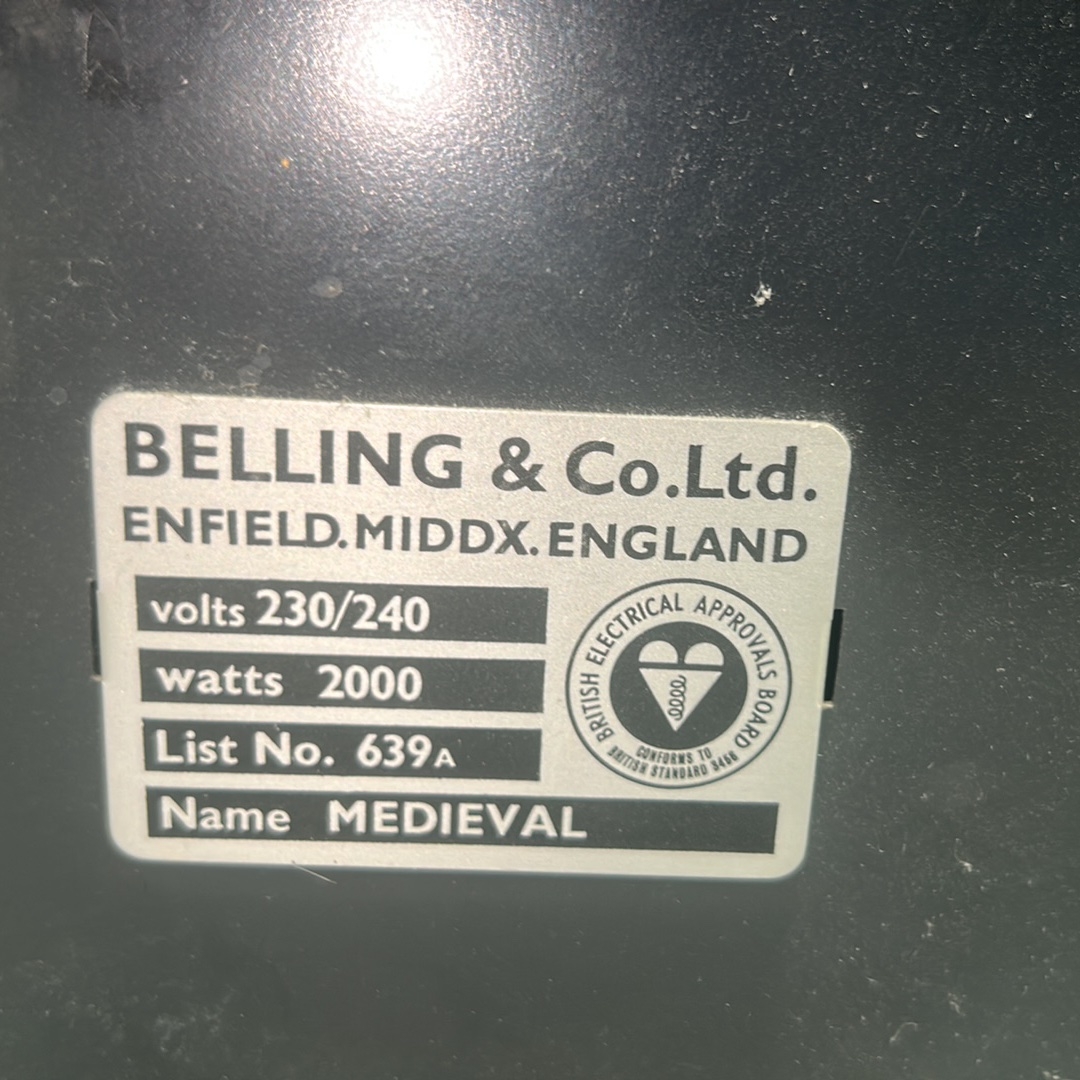 BELLING & Co.Ltd.
ENFIELD.MIDDX.ENGLAND
volts 230/240
watts 2000
List No. 639A
Name MEDIEVAL
BRITISH ELECTRICAL APPROVALS BOARD
CONFORMS TO
BRITISH STANDARD 3456